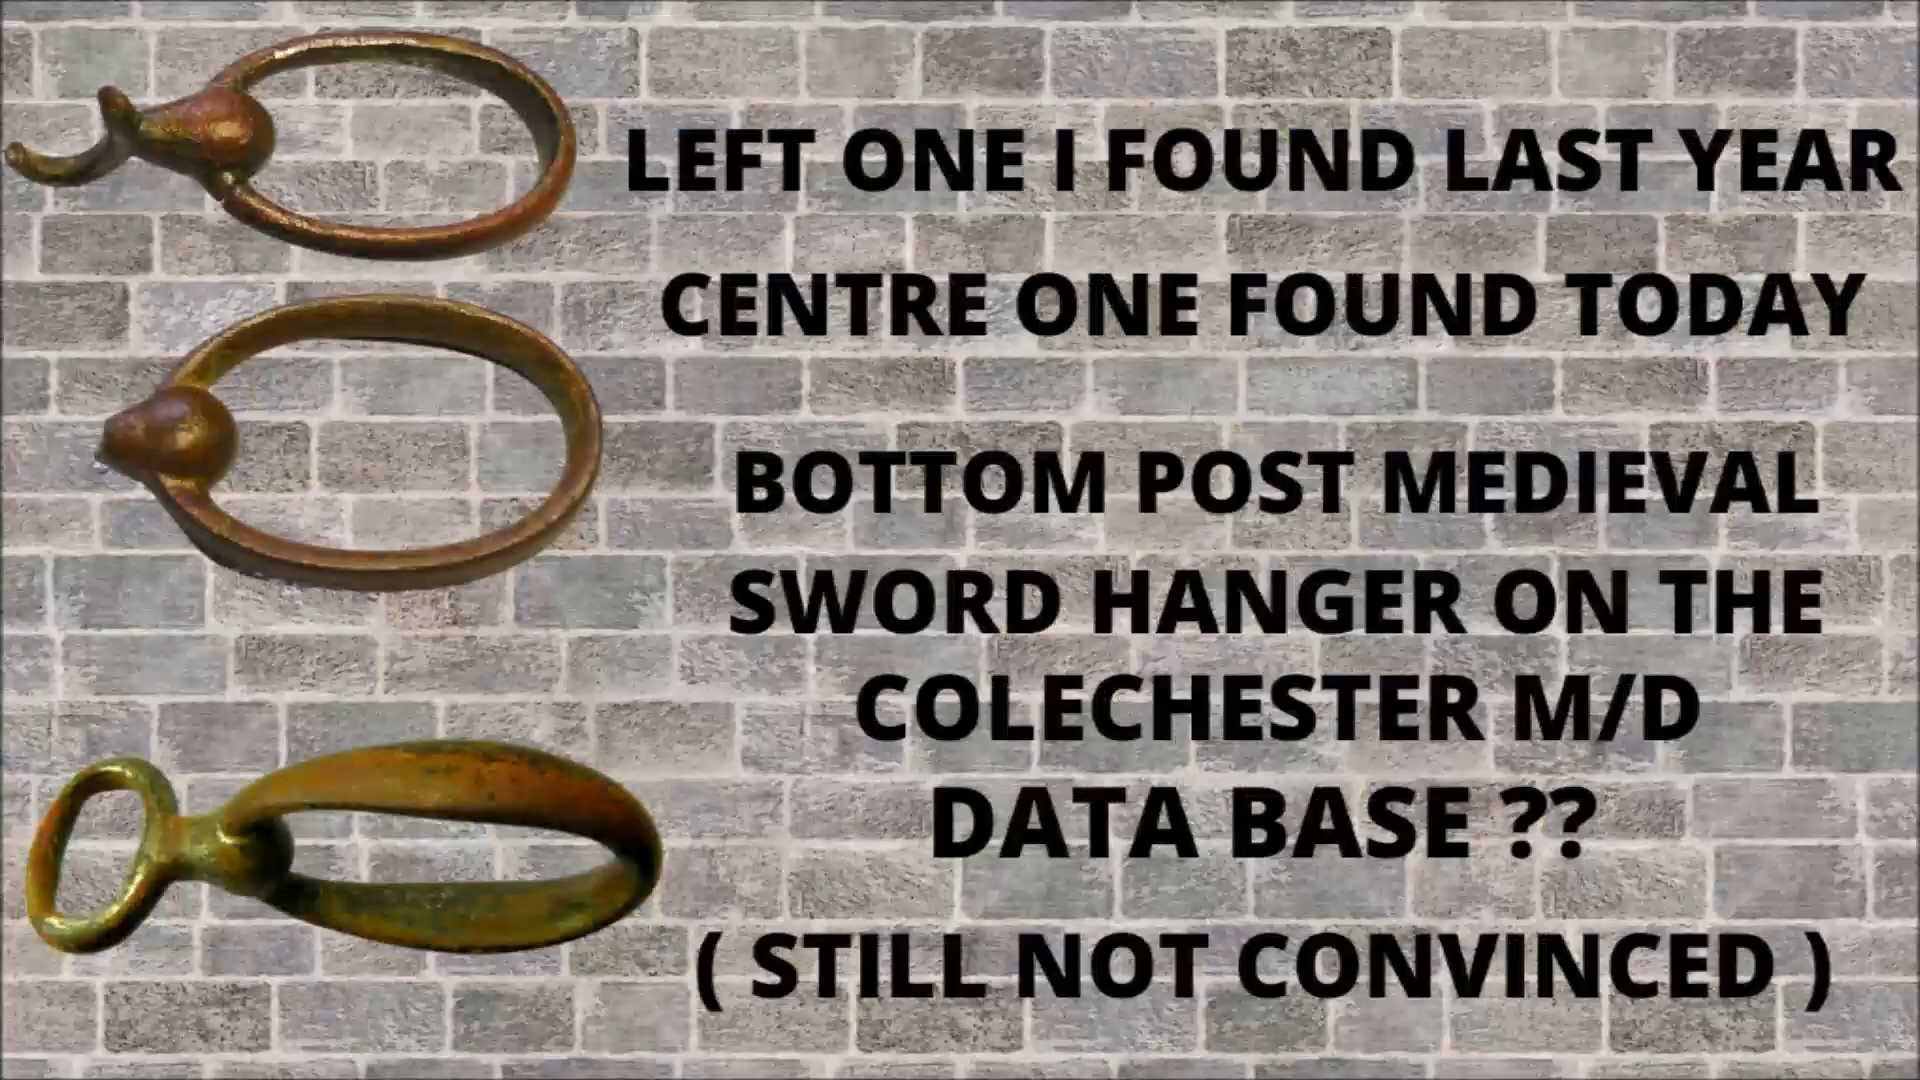 LEFT ONE I FOUND LAST YEAR
CENTRE ONE FOUND TODAY
BOTTOM POST MEDIEVAL
SWORD HANGER ON THE
COLECHESTER M/D
DATA BASE ??
( STILL NOT CONVINCED )